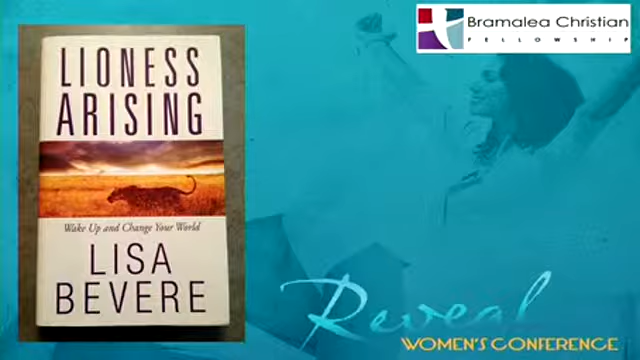 LIONESS
ARISING
Wake Up and Change Your World
LISA
BEVERE
Bramalea Christian
FELLOWSHIP
Reveal
WOMEN'S CONFERENCE